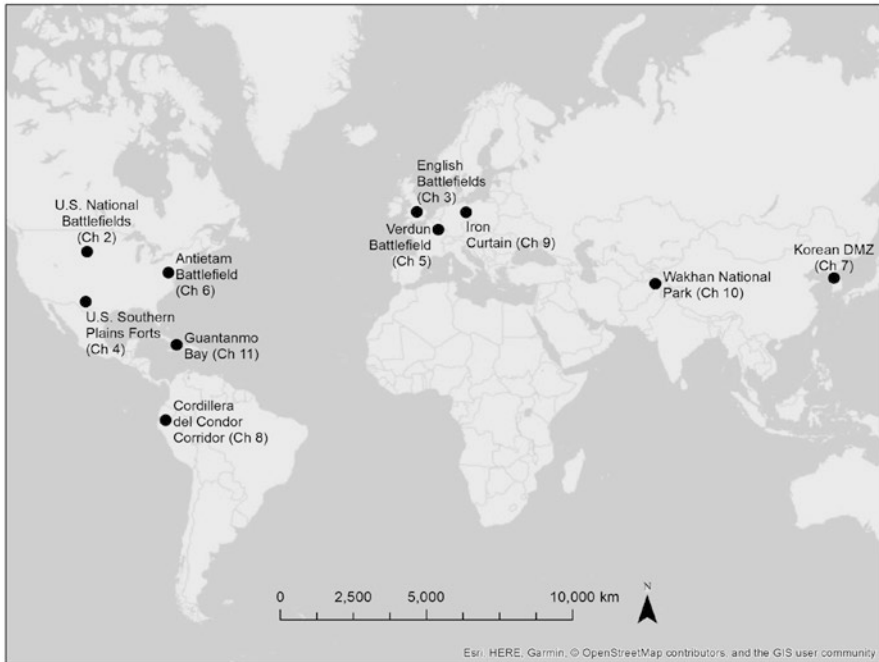 U.S. National
Battlefields
(Ch 2)
Antietam
Battlefield
(Ch 6)
U.S. Southern
Plains Forts
(Ch 4)
Guantanmo
Bay (Ch 11)
Cordillera
del Condor
Corridor (Ch 8)
English
Battlefields
(Ch 3)
Verdun
Battlefield
(Ch 5)
Iron
Curtain (Ch 9)
Wakhan National
Park (Ch 10)
Korean DMZ
(Ch 7)
0 2,500 5,000 10,000 km
N
Esri, HERE, Garmin, © OpenStreetMap contributors, and the GIS user community